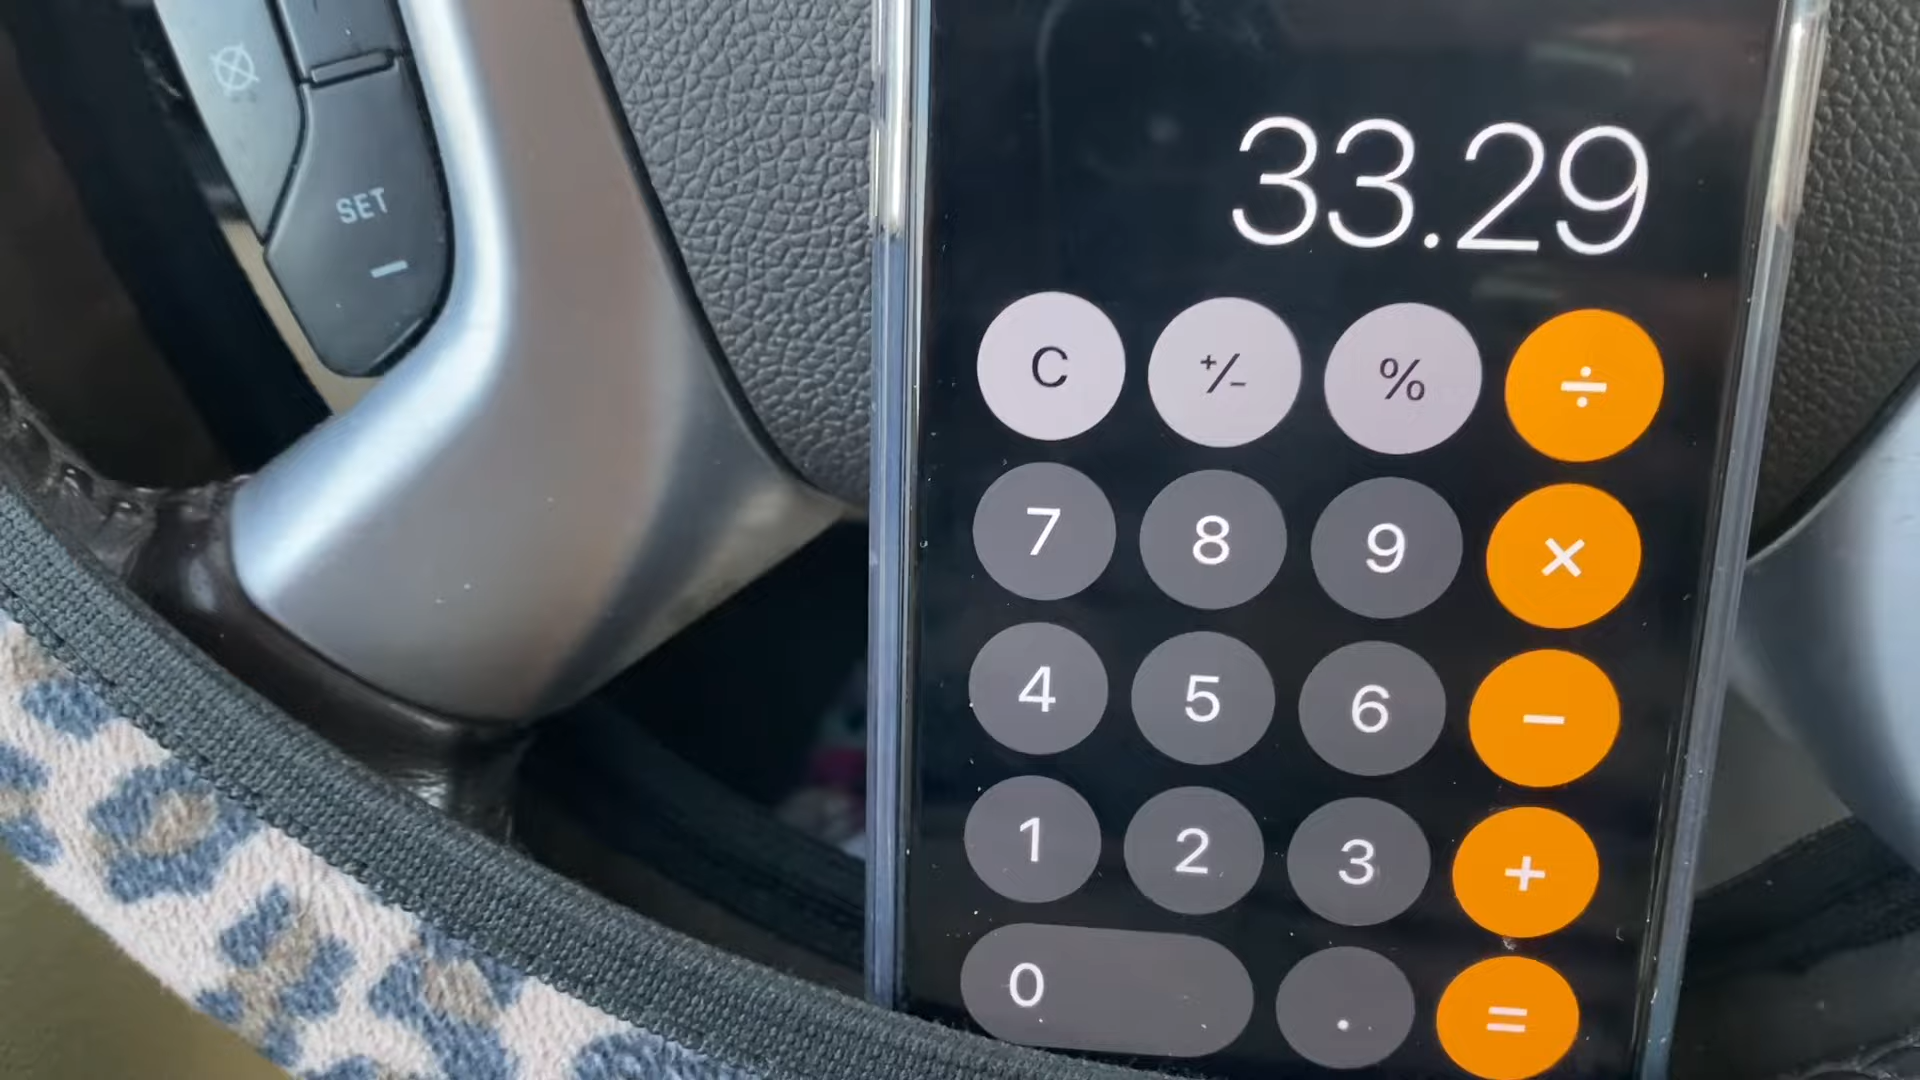 SET
–
33.29
C +/- % ÷
7 8 9 ×
4 5 6 −
1 2 3 +
0 . =